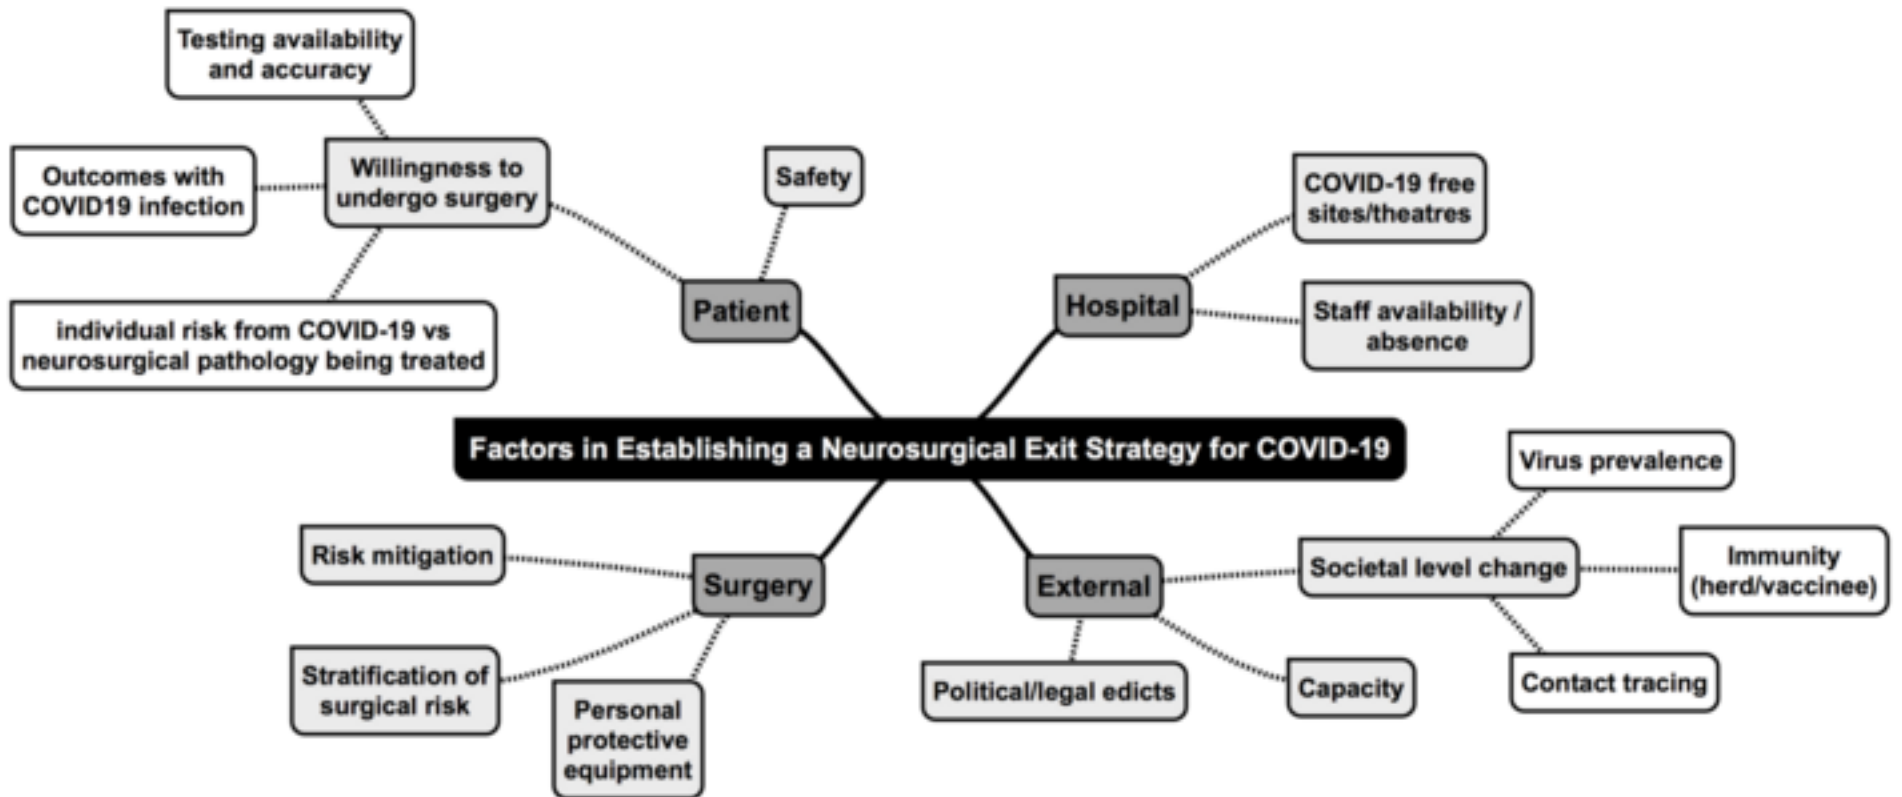 Testing availability
and accuracy
Outcomes with
COVID19 infection
Willingness to
undergo surgery
individual risk from COVID-19 vs
neurosurgical pathology being treated
Safety
Patient
Hospital
COVID-19 free
sites/theatres
Staff availability /
absence
Factors in Establishing a Neurosurgical Exit Strategy for COVID-19
Risk mitigation
Surgery
Stratification of
surgical risk
Personal
protective
equipment
External
Societal level change
Virus prevalence
Immunity
(herd/vaccinee)
Contact tracing
Political/legal edicts
Capacity